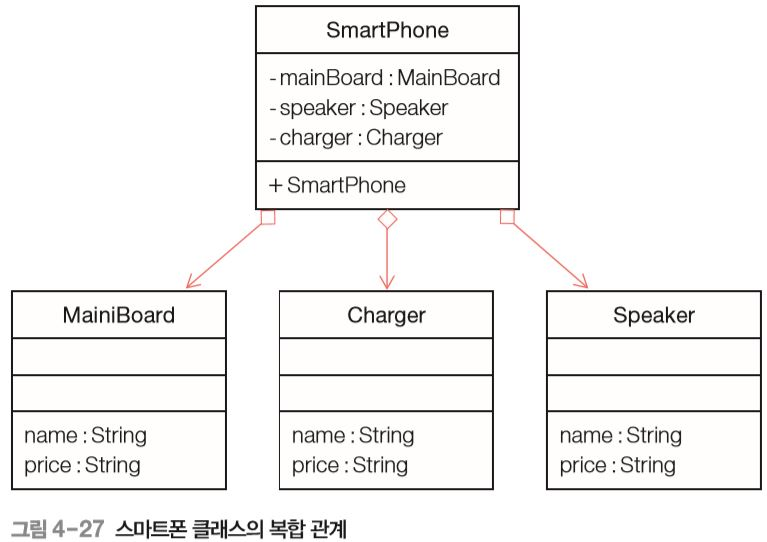 SmartPhone
- mainBoard : MainBoard
- speaker : Speaker
- charger : Charger
+ SmartPhone
MainiBoard
name : String
price : String
Charger
name : String
price : String
Speaker
name : String
price : String
그림 4-27 스마트폰 클래스의 복합 관계